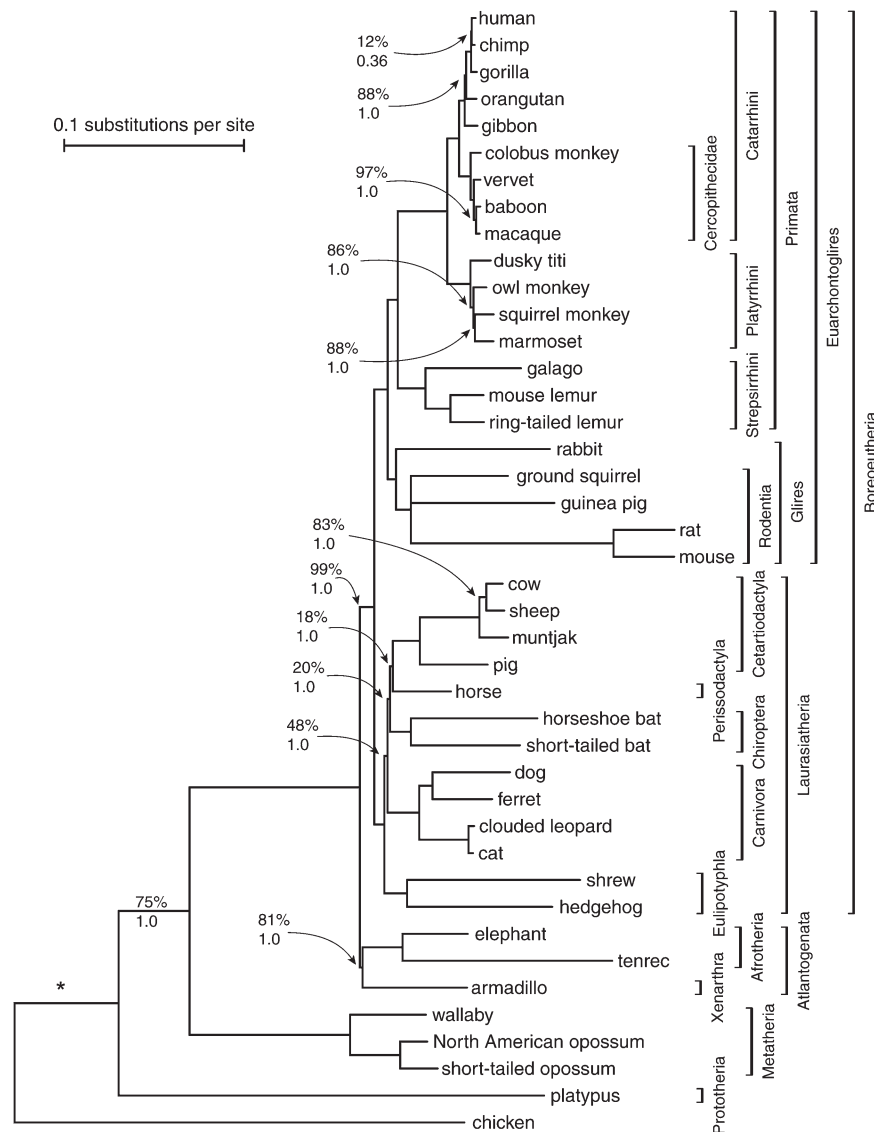 human
12%
chimp
0.36
gorilla
88%
orangutan
1.0
0.1 substitutions per site
gibbon
colobus monkey
97%
vervet
1.0
baboon
macaque
86%
dusky titi
1.0
owl monkey
squirrel monkey
marmoset
88%
1.0
galago
mouse lemur
ring-tailed lemur
rabbit
ground squirrel
guinea pig
83%
rat
1.0
mouse
99%
cow
1.0
sheep
18%
muntjak
1.0
pig
20%
horse
1.0
horseshoe bat
48%
short-tailed bat
1.0
dog
ferret
clouded leopard
cat
shrew
75%
hedgehog
1.0
81%
elephant
1.0
tenrec
*
armadillo
wallaby
North American opossum
short-tailed opossum
platypus
chicken
Cercopithecidae
Catarrhini
Platyrrhini
Strepsirrhini
Primata
Rodentia
Glires
Euarchontoglires
Boreoeutheria
Cetartiodactyla
Perissodactyla
Chiroptera
Carnivora
Eulipotyphla
Laurasiatheria
Afrotheria
Xenarthra
Atlantogenata
Metatheria
Prototheria